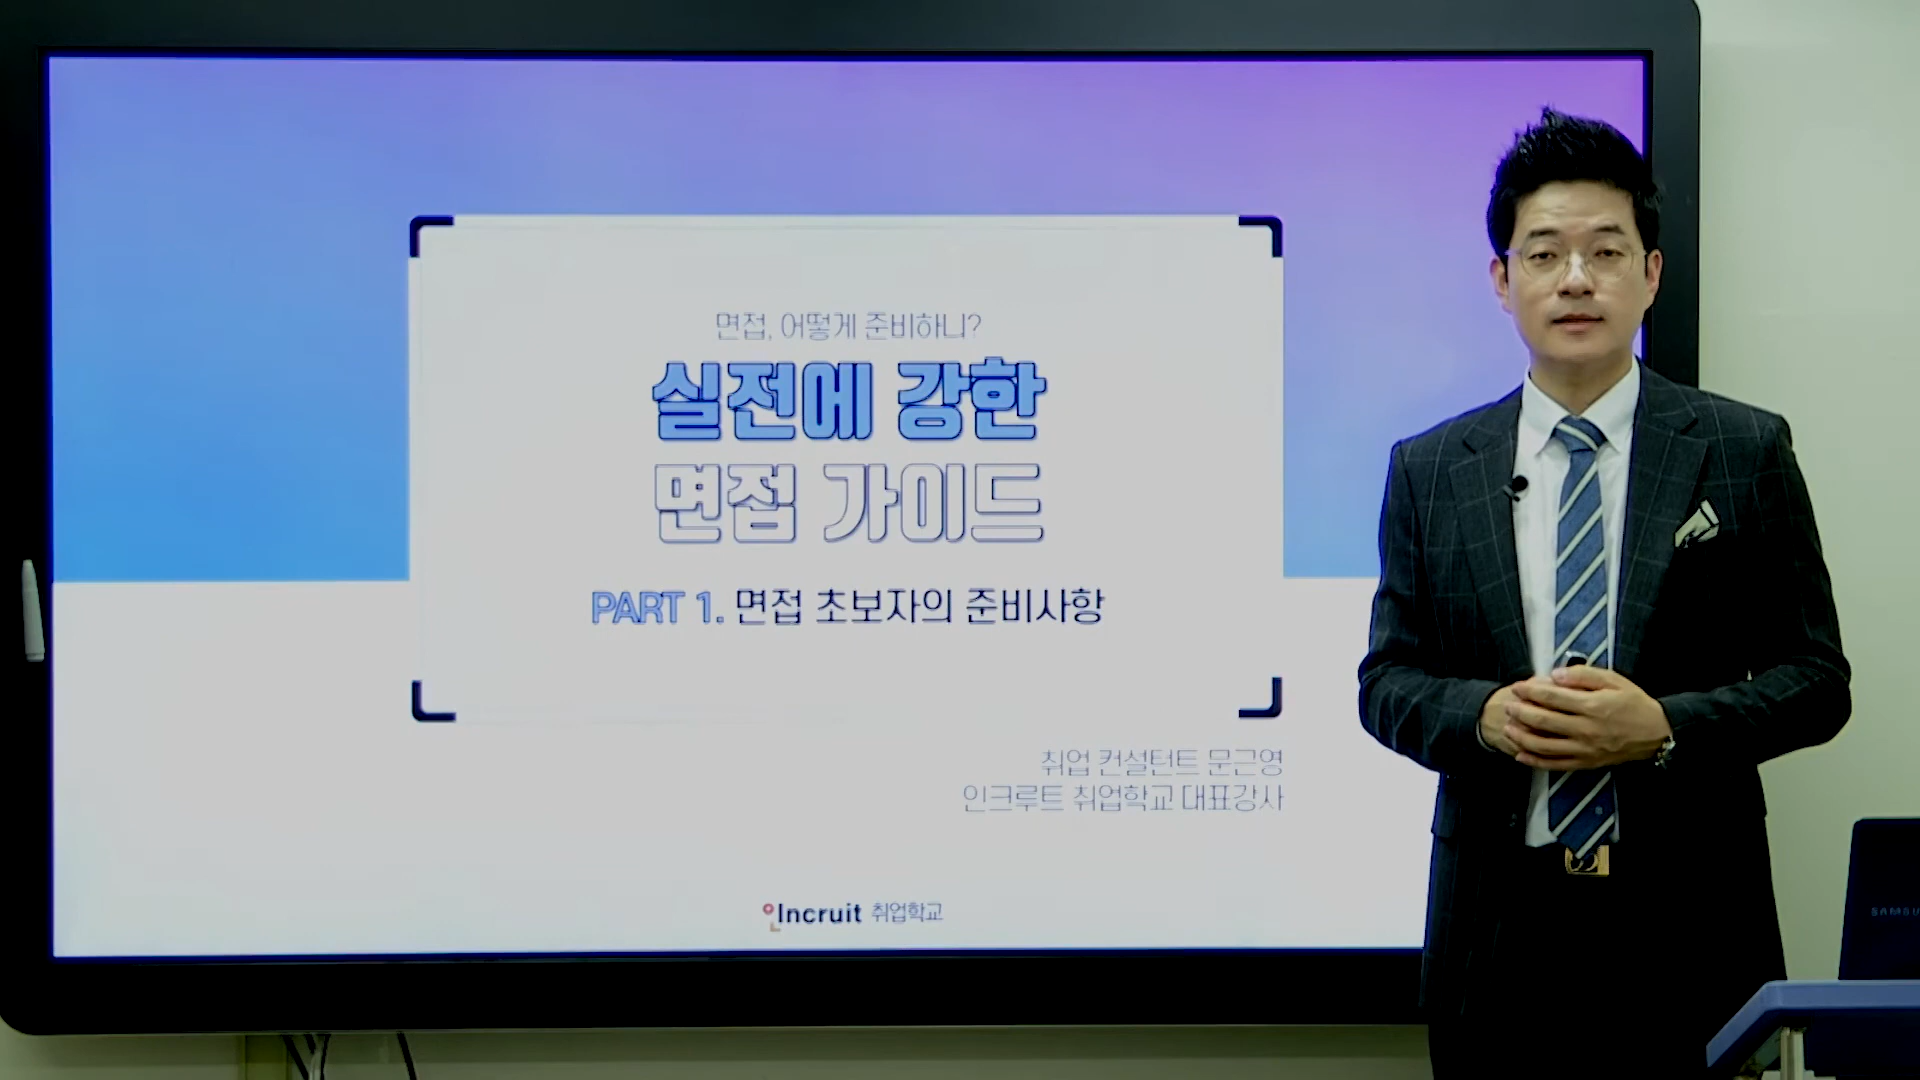 면접, 어떻게 준비하니?
실전에 강한
면접 가이드
PART 1. 면접 초보자의 준비사항
취업 컨설턴트 문근영
인크루트 취업학교 대표강사
인 Incruit 취업학교